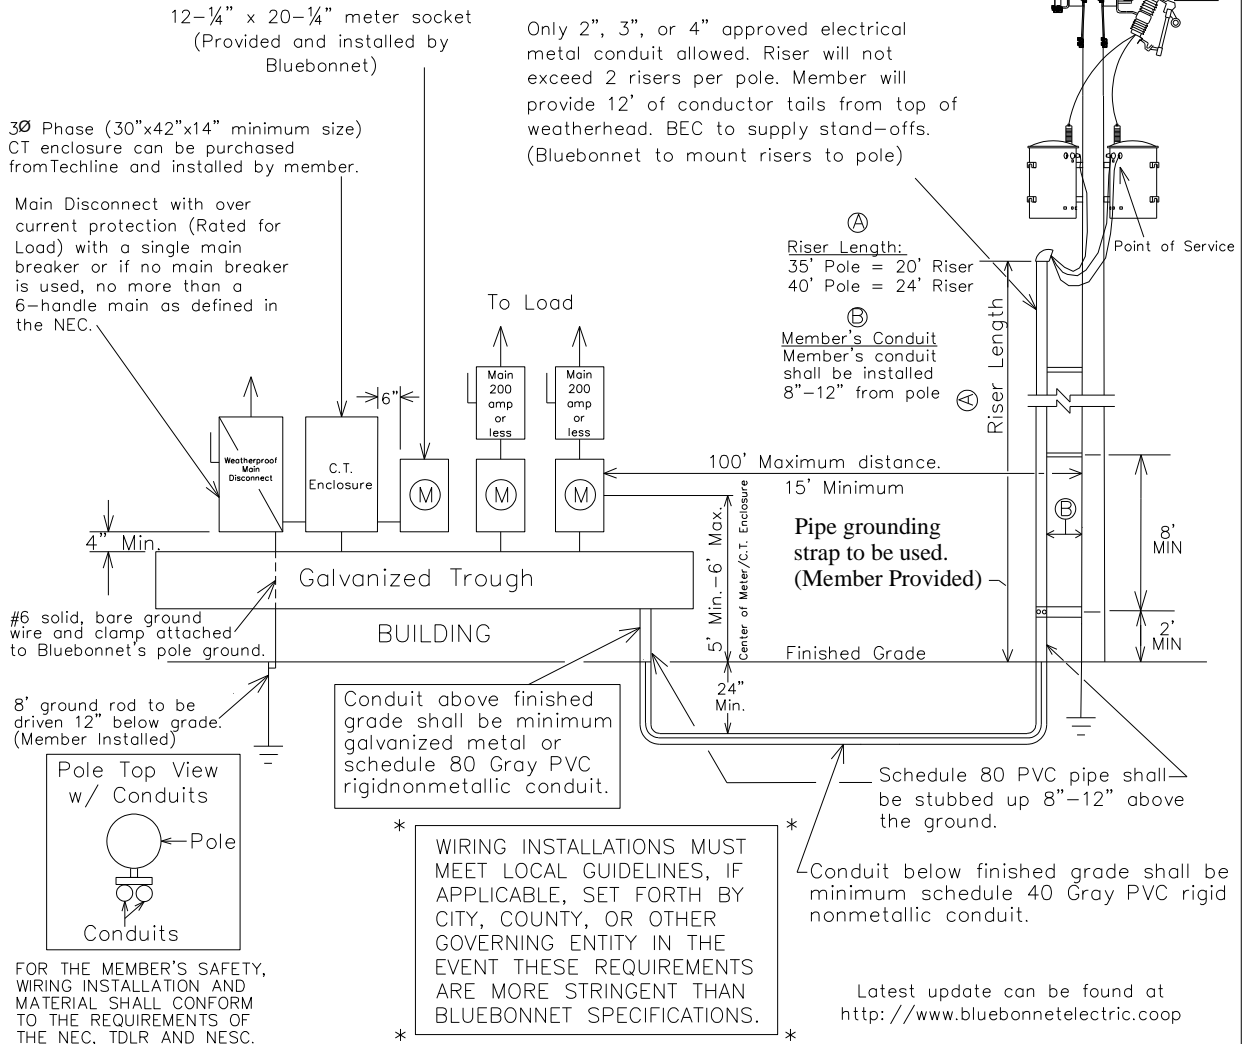 12-¼" x 20-¼" meter socket
(Provided and installed by
Bluebonnet)
Only 2", 3", or 4" approved electrical
metal conduit allowed. Riser will not
exceed 2 risers per pole. Member will
provide 12' of conductor tails from top of
weatherhead. BEC to supply stand-offs.
(Bluebonnet to mount risers to pole)
3Ø Phase (30"x42"x14" minimum size)
CT enclosure can be purchased
fromTechline and installed by member.
Main Disconnect with over
current protection (Rated for
Load) with a single main
breaker or if no main breaker
is used, no more than a
6-handle main as defined in
the NEC.
Point of Service
A
Riser Length:
35' Pole = 20' Riser
40' Pole = 24' Riser
B
Member's Conduit
Member's conduit
shall be installed
8"-12" from pole
A
Riser Length
To Load
Main
200
amp
or
less
Main
200
amp
or
less
6"
Weatherproof
Main
Disconnect
C.T.
Enclosure
M
M
M
100' Maximum distance.
15' Minimum
Pipe grounding
strap to be used.
(Member Provided)
B
8'
MIN
2'
MIN
4" Min.
Galvanized Trough
5' Min.-6' Max.
Center of Meter/C.T. Enclosure
#6 solid, bare ground
wire and clamp attached
to Bluebonnet's pole ground.
BUILDING
Finished Grade
24"
Min.
8' ground rod to be
driven 12" below grade.
(Member Installed)
Conduit above finished
grade shall be minimum
galvanized metal or
schedule 80 Gray PVC
rigidnonmetallic conduit.
Schedule 80 PVC pipe shall
be stubbed up 8"-12" above
the ground.
Pole Top View
w/ Conduits
Pole
Conduits
* *
WIRING INSTALLATIONS MUST
MEET LOCAL GUIDELINES, IF
APPLICABLE, SET FORTH BY
CITY, COUNTY, OR OTHER
GOVERNING ENTITY IN THE
EVENT THESE REQUIREMENTS
ARE MORE STRINGENT THAN
BLUEBONNET SPECIFICATIONS.
* *
Conduit below finished grade shall be
minimum schedule 40 Gray PVC rigid
nonmetallic conduit.
FOR THE MEMBER'S SAFETY,
WIRING INSTALLATION AND
MATERIAL SHALL CONFORM
TO THE REQUIREMENTS OF
THE NEC, TDLR AND NESC.
Latest update can be found at
http://www.bluebonnetelectric.coop